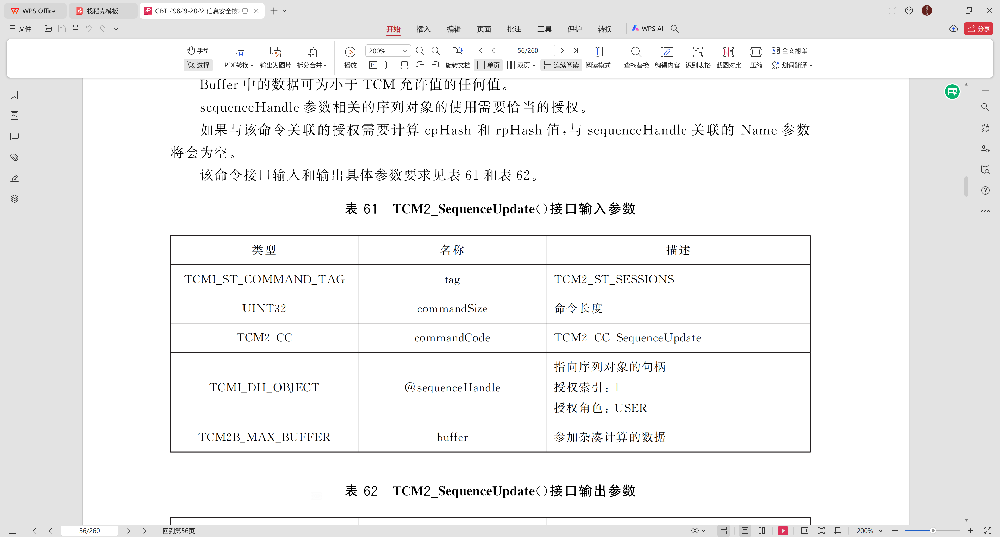 WPS Office
找稻壳模板
GBT 29829-2022 信息安全技
文件
开始
插入
编辑
页面
批注
工具
保护
转换
WPS AI
分享
手型
选择
PDF转换
输出为图片
拆分合并
播放
200%
56/260
旋转文档
单页
双页
连续阅读
阅读模式
查找替换
编辑内容
识别表格
截图对比
压缩
全文翻译
划词翻译
Buffer 中的数据可为小于 TCM 允许值的任何值。
sequenceHandle 参数相关的序列对象的使用需要恰当的授权。
如果与该命令关联的授权需要计算 cpHash 和 rpHash 值,与 sequenceHandle 关联的 Name 参数
将会为空。
该命令接口输入和输出具体参数要求见表 61 和表 62。
表 61 TCM2_SequenceUpdate()接口输入参数
类型 名称 描述
TCMI_ST_COMMAND_TAG tag TCM2_ST_SESSIONS
UINT32 commandSize 命令长度
TCM2_CC commandCode TCM2_CC_SequenceUpdate
TCMI_DH_OBJECT @sequenceHandle 指向序列对象的句柄
授权索引: 1
授权角色: USER
TCM2B_MAX_BUFFER buffer 参加杂凑计算的数据
表 62 TCM2_SequenceUpdate()接口输出参数
56/260
回到第56页
200%